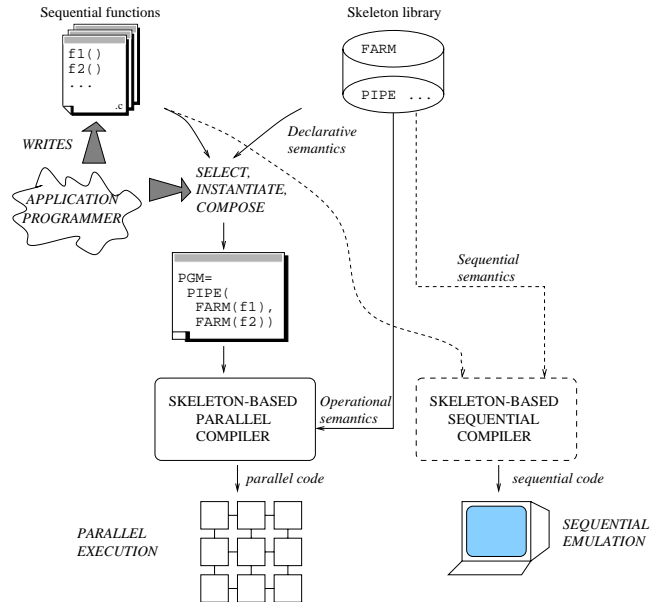 Sequential functions
Skeleton library
f1()
f2()
...
.c
FARM
PIPE ...
WRITES
Declarative
semantics
APPLICATION
PROGRAMMER
SELECT,
INSTANTIATE,
COMPOSE
PGM=
PIPE(
FARM(f1),
FARM(f2))
Sequential
semantics
SKELETON-BASED
PARALLEL
COMPILER
Operational
semantics
SKELETON-BASED
SEQUENTIAL
COMPILER
parallel code
sequential code
PARALLEL
EXECUTION
SEQUENTIAL
EMULATION